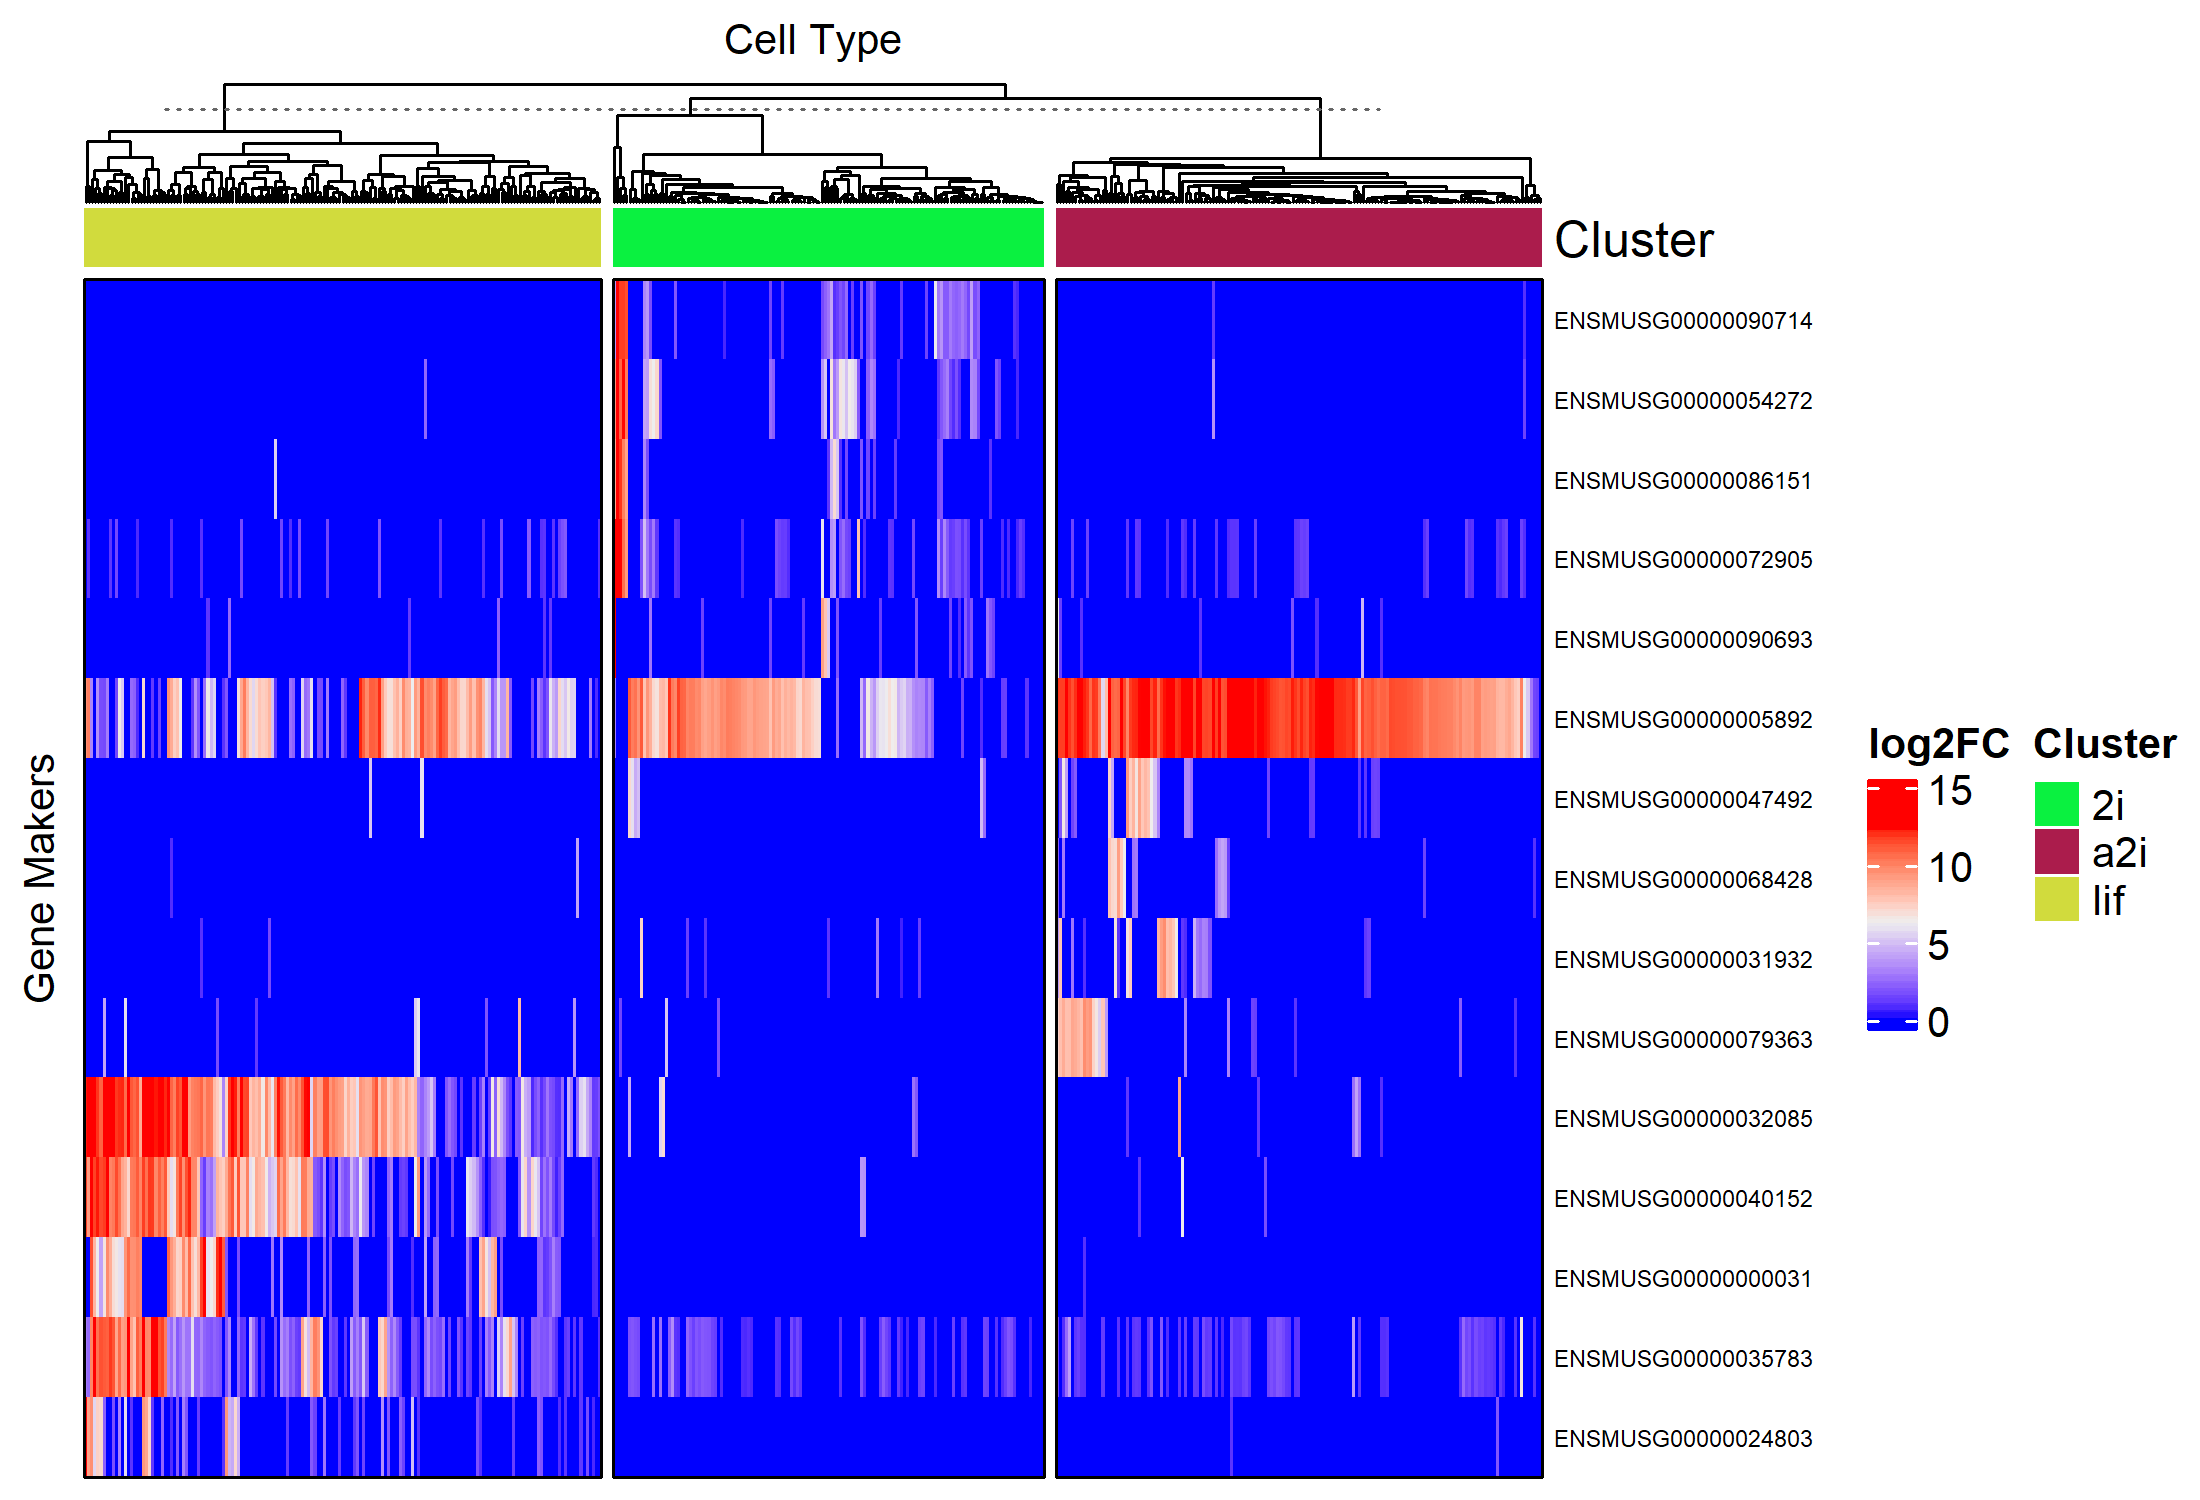 Cell Type
Cluster
ENSMUSG00000090714
ENSMUSG00000054272
ENSMUSG00000086151
ENSMUSG00000072905
ENSMUSG00000090693
ENSMUSG00000005892
ENSMUSG00000047492
ENSMUSG00000068428
ENSMUSG00000031932
ENSMUSG00000079363
ENSMUSG00000032085
ENSMUSG00000040152
ENSMUSG00000000031
ENSMUSG00000035783
ENSMUSG00000024803
Gene Makers
log2FC
15
10
5
0
Cluster
2i
a2i
lif